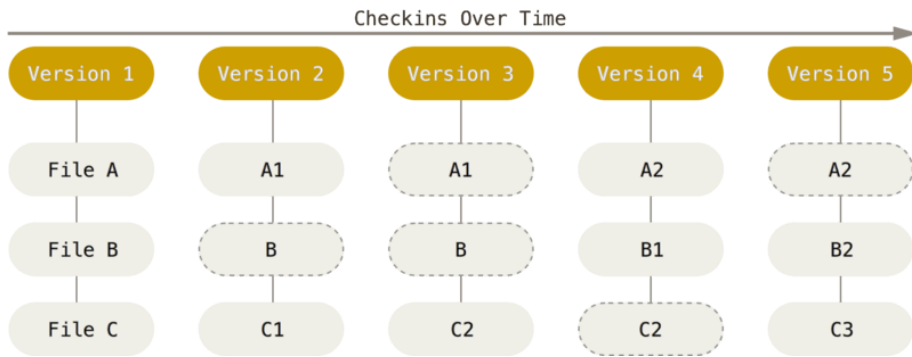 Checkins Over Time
Version 1 Version 2 Version 3 Version 4 Version 5
File A A1 A1 A2 A2
File B B B B1 B2
File C C1 C2 C2 C3